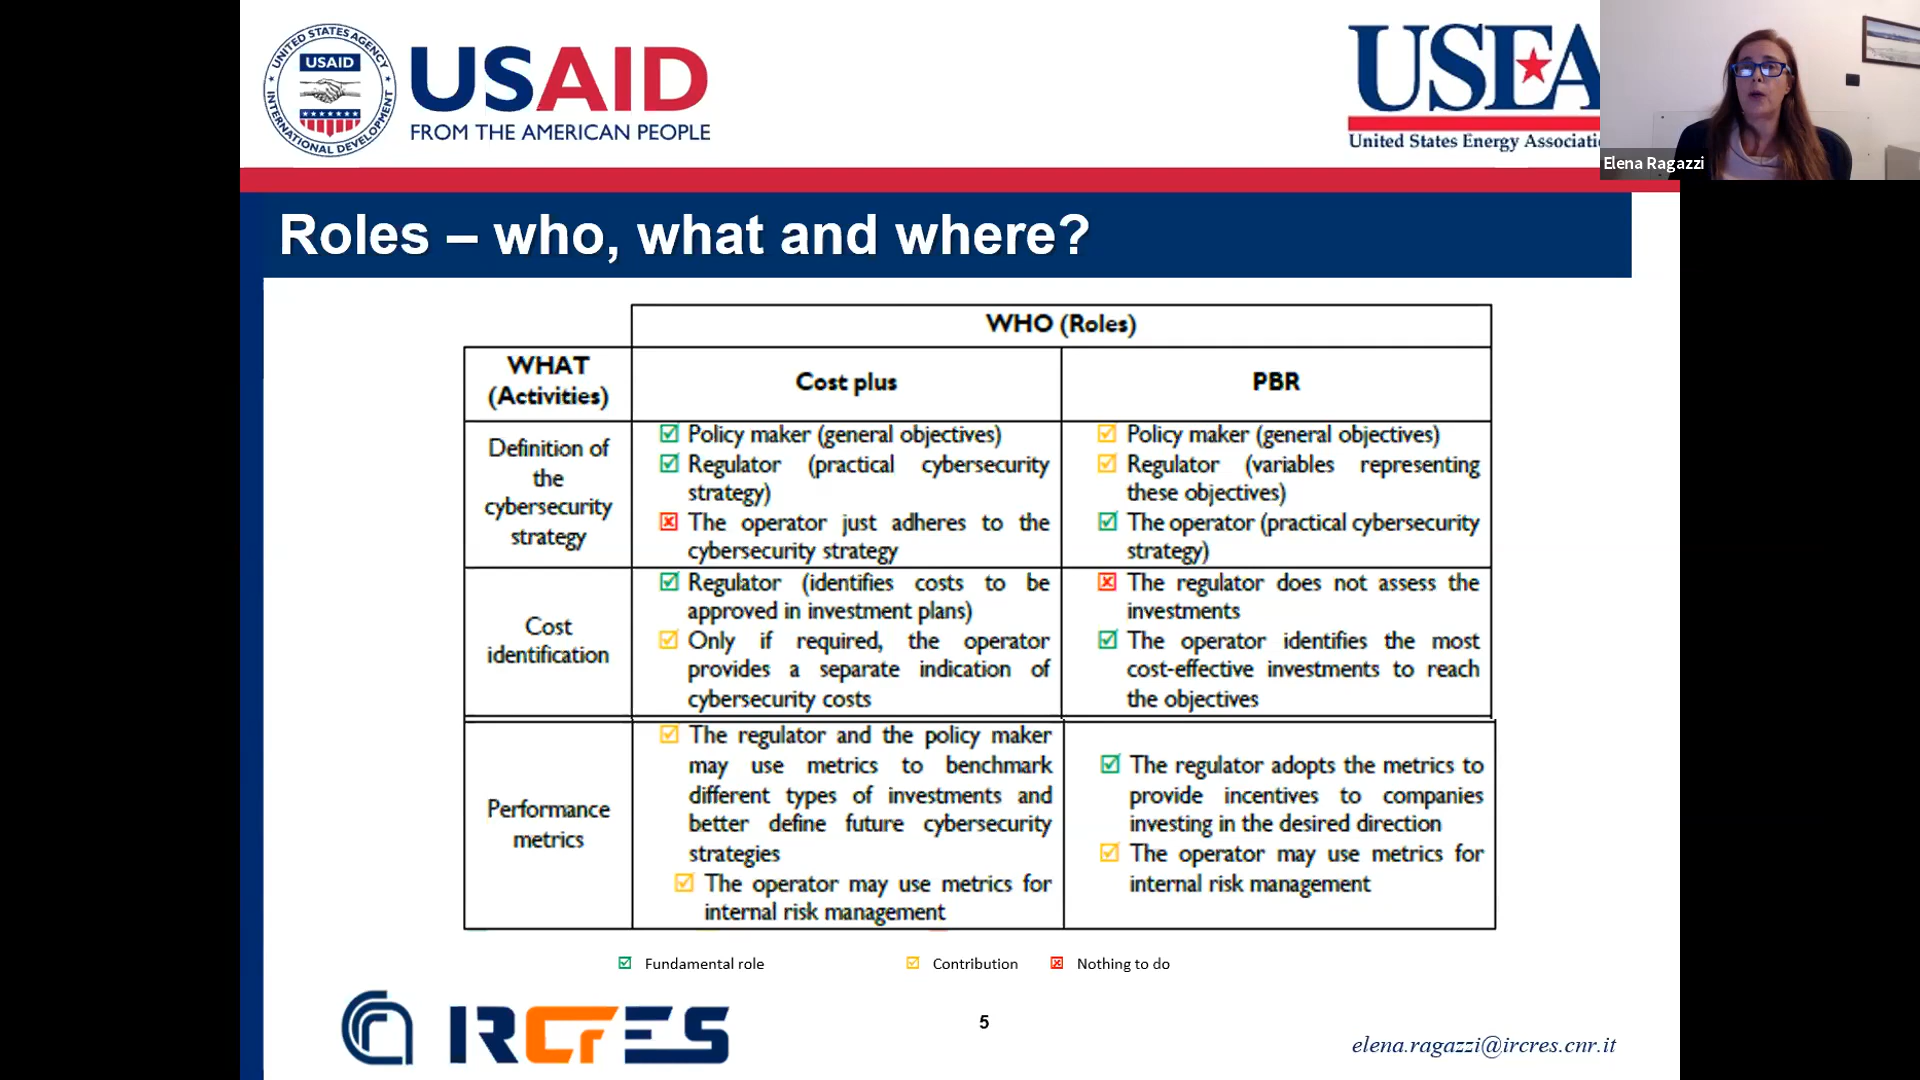 UNITED STATES AGENCY
USAID
INTERNATIONAL DEVELOPMENT
USAID
FROM THE AMERICAN PEOPLE
USEA
United States Energy Associati
Elena Ragazzi
Roles – who, what and where?
WHO (Roles)
WHAT
(Activities)
Cost plus
PBR
Definition of
the
cybersecurity
strategy
Policy maker (general objectives)
Regulator (practical cybersecurity
strategy)
The operator just adheres to the
cybersecurity strategy
Policy maker (general objectives)
Regulator (variables representing
these objectives)
The operator (practical cybersecurity
strategy)
Cost
identification
Regulator (identifies costs to be
approved in investment plans)
Only if required, the operator
provides a separate indication of
cybersecurity costs
The regulator does not assess the
investments
The operator identifies the most
cost-effective investments to reach
the objectives
Performance
metrics
The regulator and the policy maker
may use metrics to benchmark
different types of investments and
better define future cybersecurity
strategies
The operator may use metrics for
internal risk management
The regulator adopts the metrics to
provide incentives to companies
investing in the desired direction
The operator may use metrics for
internal risk management
Fundamental role
Contribution
Nothing to do
IRCrES
5
elena.ragazzi@ircres.cnr.it